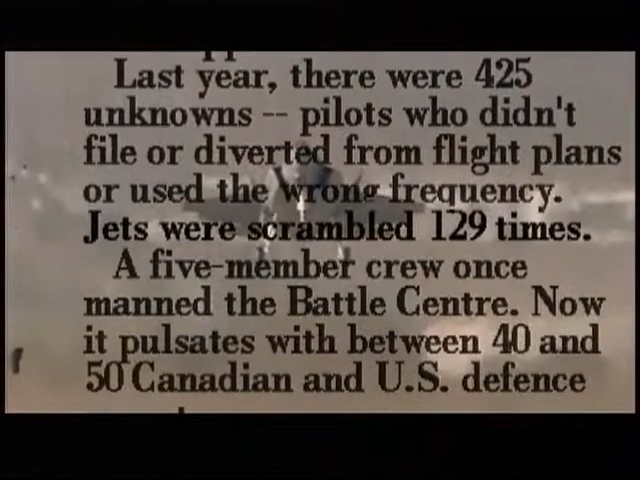 Last year, there were 425
unknowns -- pilots who didn't
file or diverted from flight plans
or used the wrong frequency.
Jets were scrambled 129 times.
A five-member crew once
manned the Battle Centre. Now
it pulsates with between 40 and
50 Canadian and U.S. defence